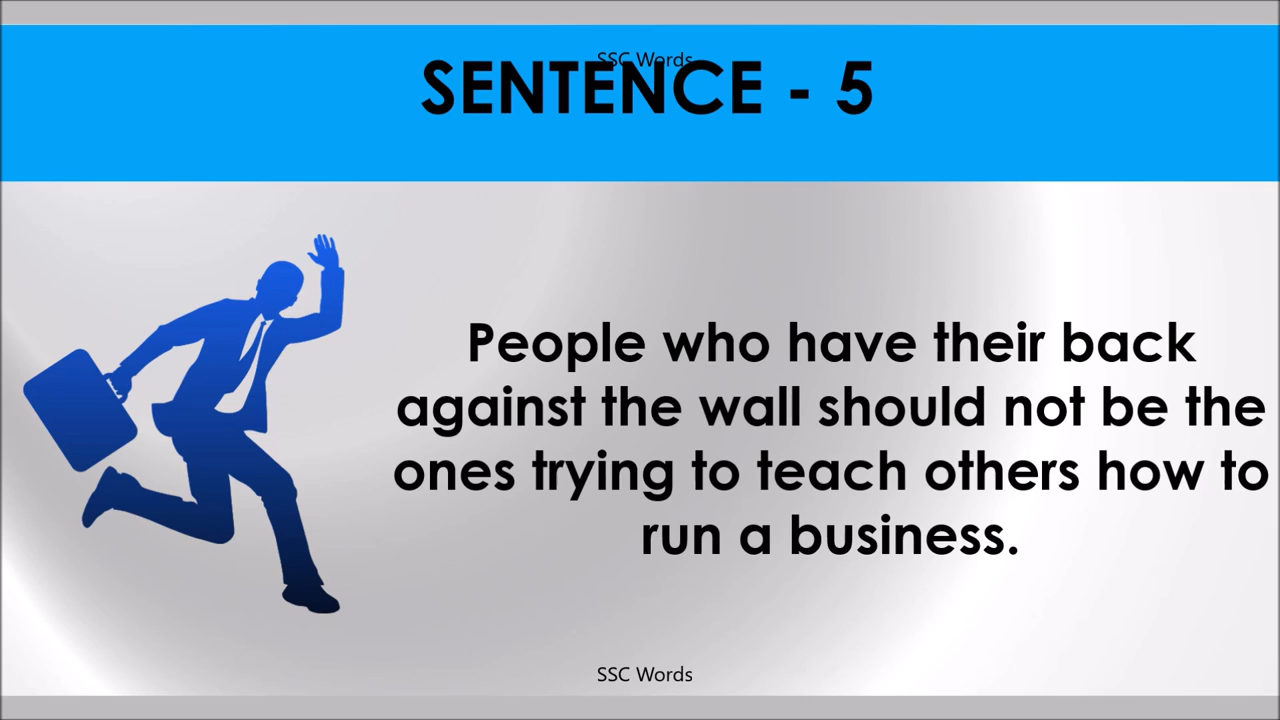 SSC Words
SENTENCE - 5
People who have their back
against the wall should not be the
ones trying to teach others how to
run a business.
SSC Words